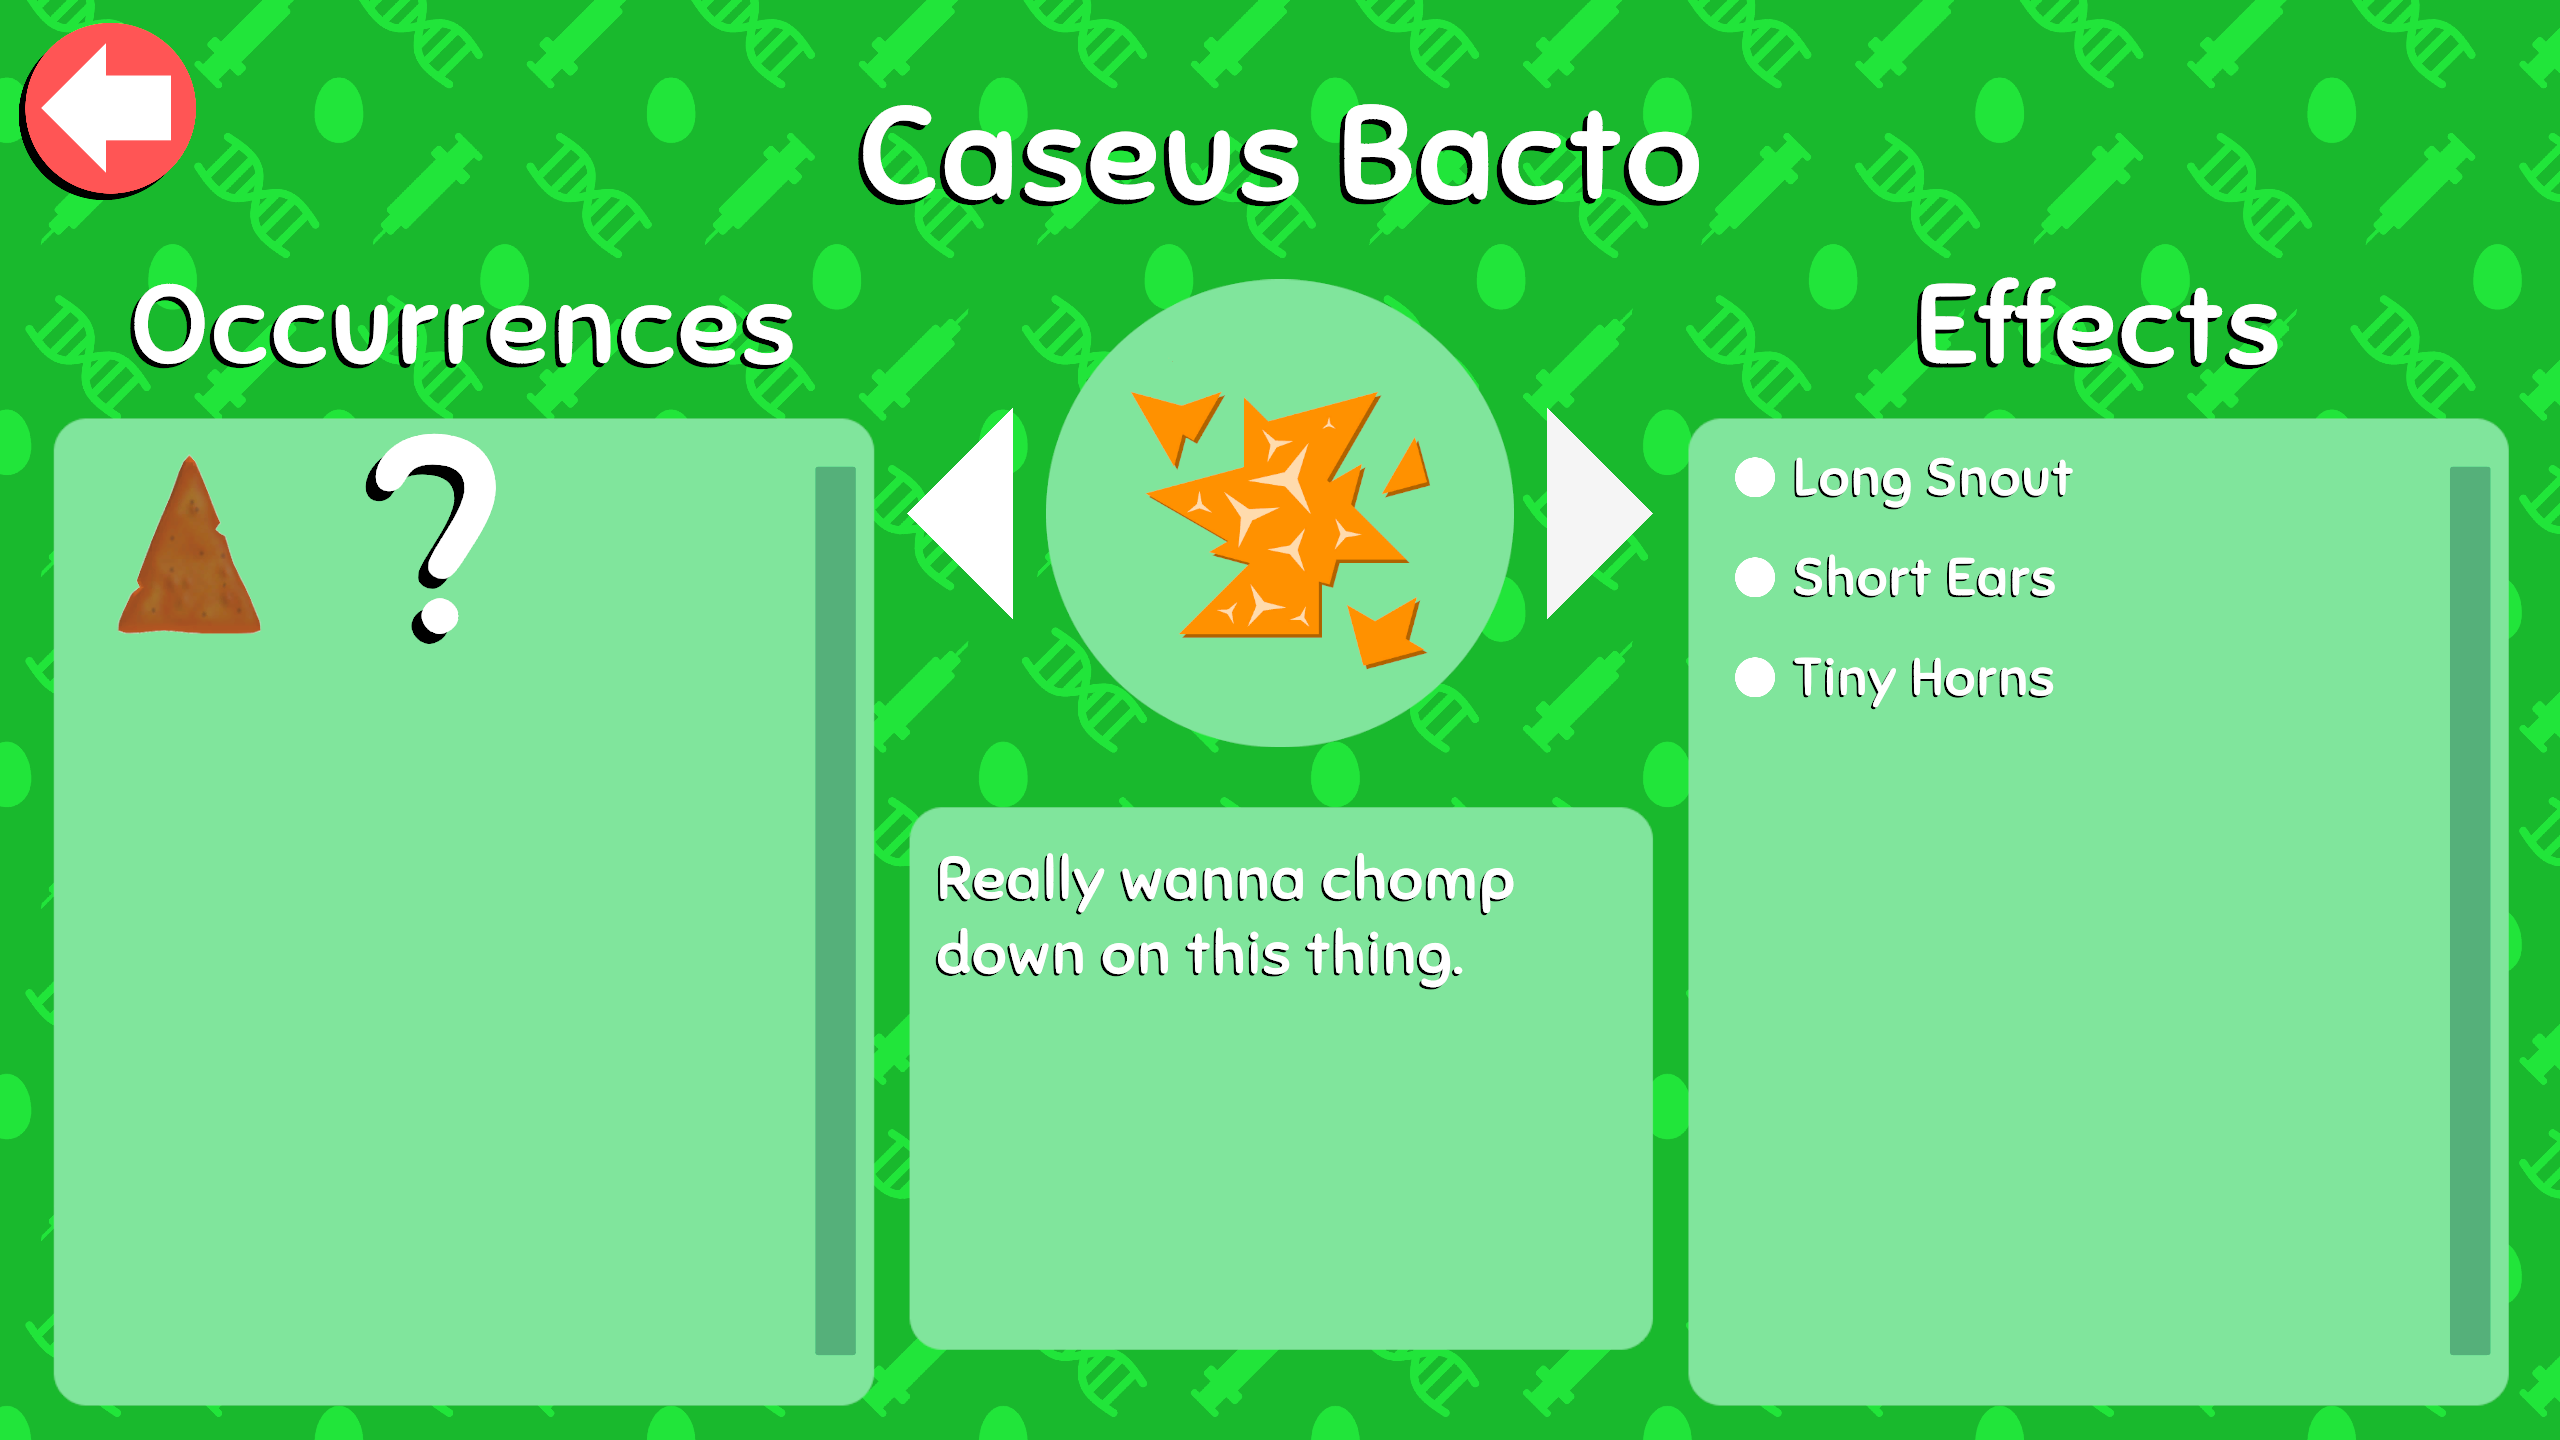 Caseus Bacto
Occurrences
?
Really wanna chomp
down on this thing.
Effects
Long Snout
Short Ears
Tiny Horns